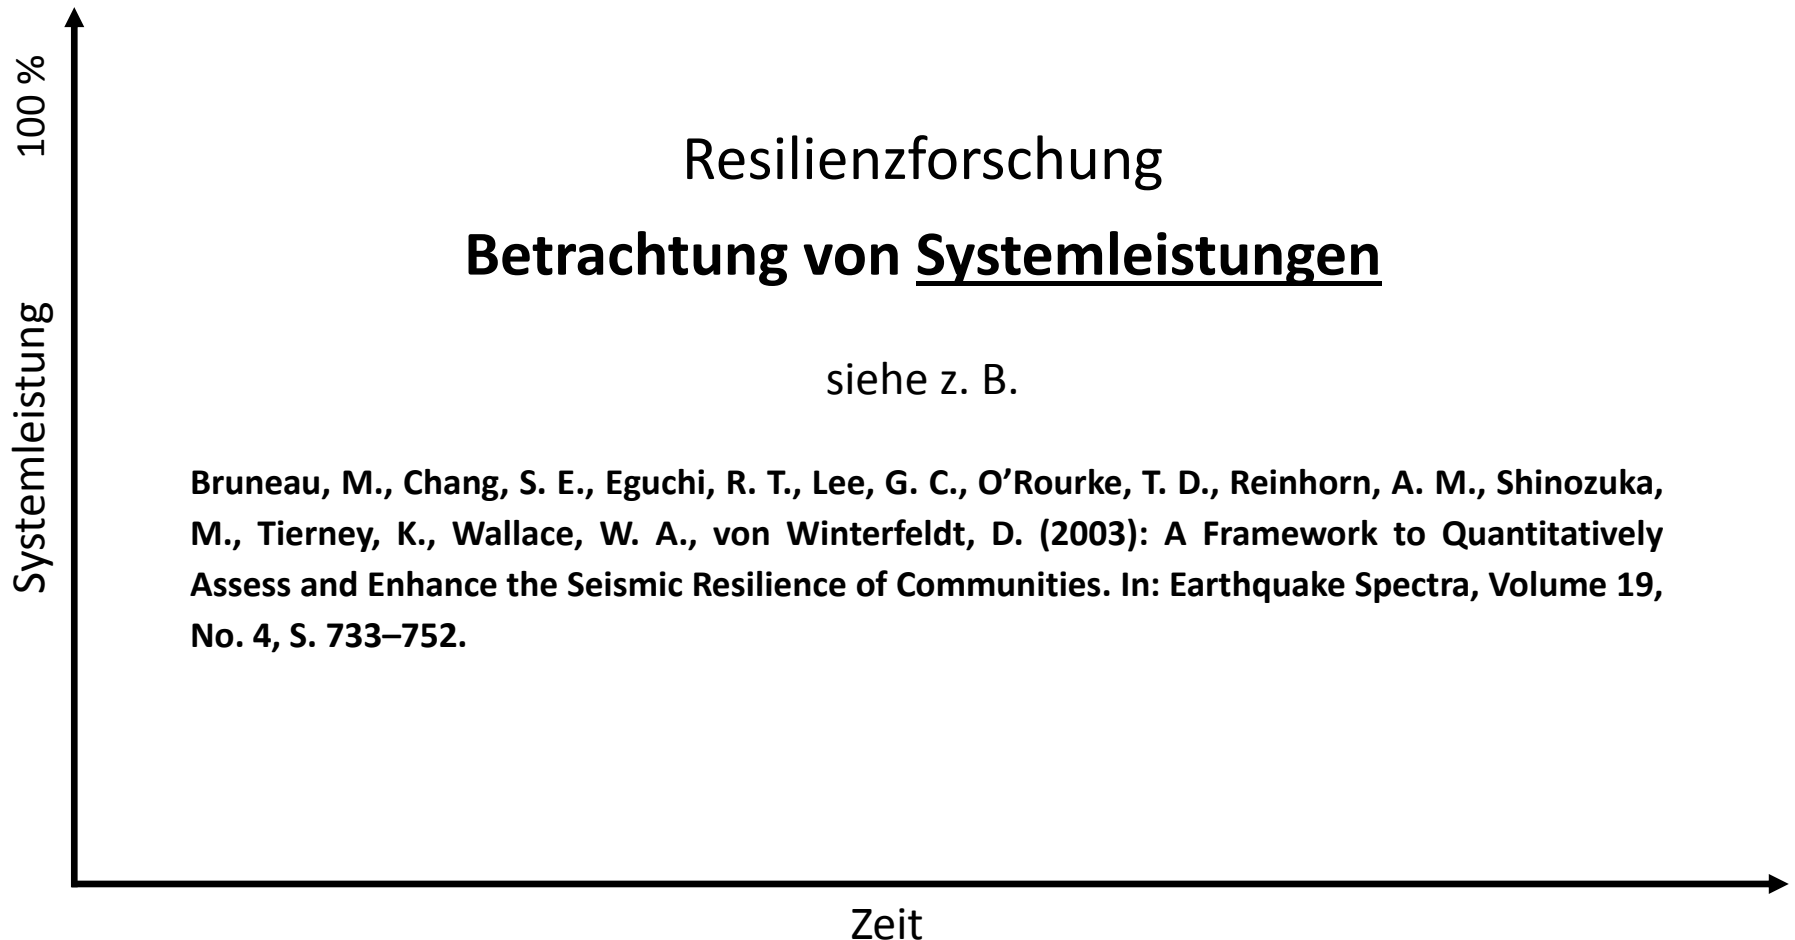 100 %
Systemleistung
Resilienzforschung
Betrachtung von Systemleistungen
siehe z. B.
Bruneau, M., Chang, S. E., Eguchi, R. T., Lee, G. C., O’Rourke, T. D., Reinhorn, A. M., Shinozuka,
M., Tierney, K., Wallace, W. A., von Winterfeldt, D. (2003): A Framework to Quantitatively
Assess and Enhance the Seismic Resilience of Communities. In: Earthquake Spectra, Volume 19,
No. 4, S. 733–752.
Zeit